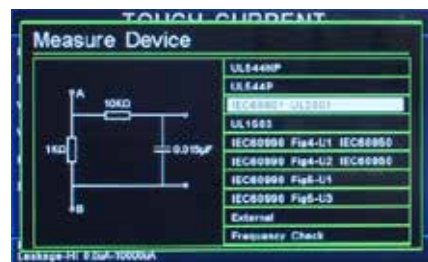 TOUCH CURRENT
Measure Device
A
10KΩ
1KΩ
0.015μF
B
UL544NP
UL544P
IEC60601 UL2601
UL1563
IEC60990 Fig4-U1 IEC60950
IEC60990 Fig4-U2 IEC60950
IEC60990 Fig5-U1
IEC60990 Fig5-U3
External
Frequency Check
Leakage-HI 0.0uA-10000uA